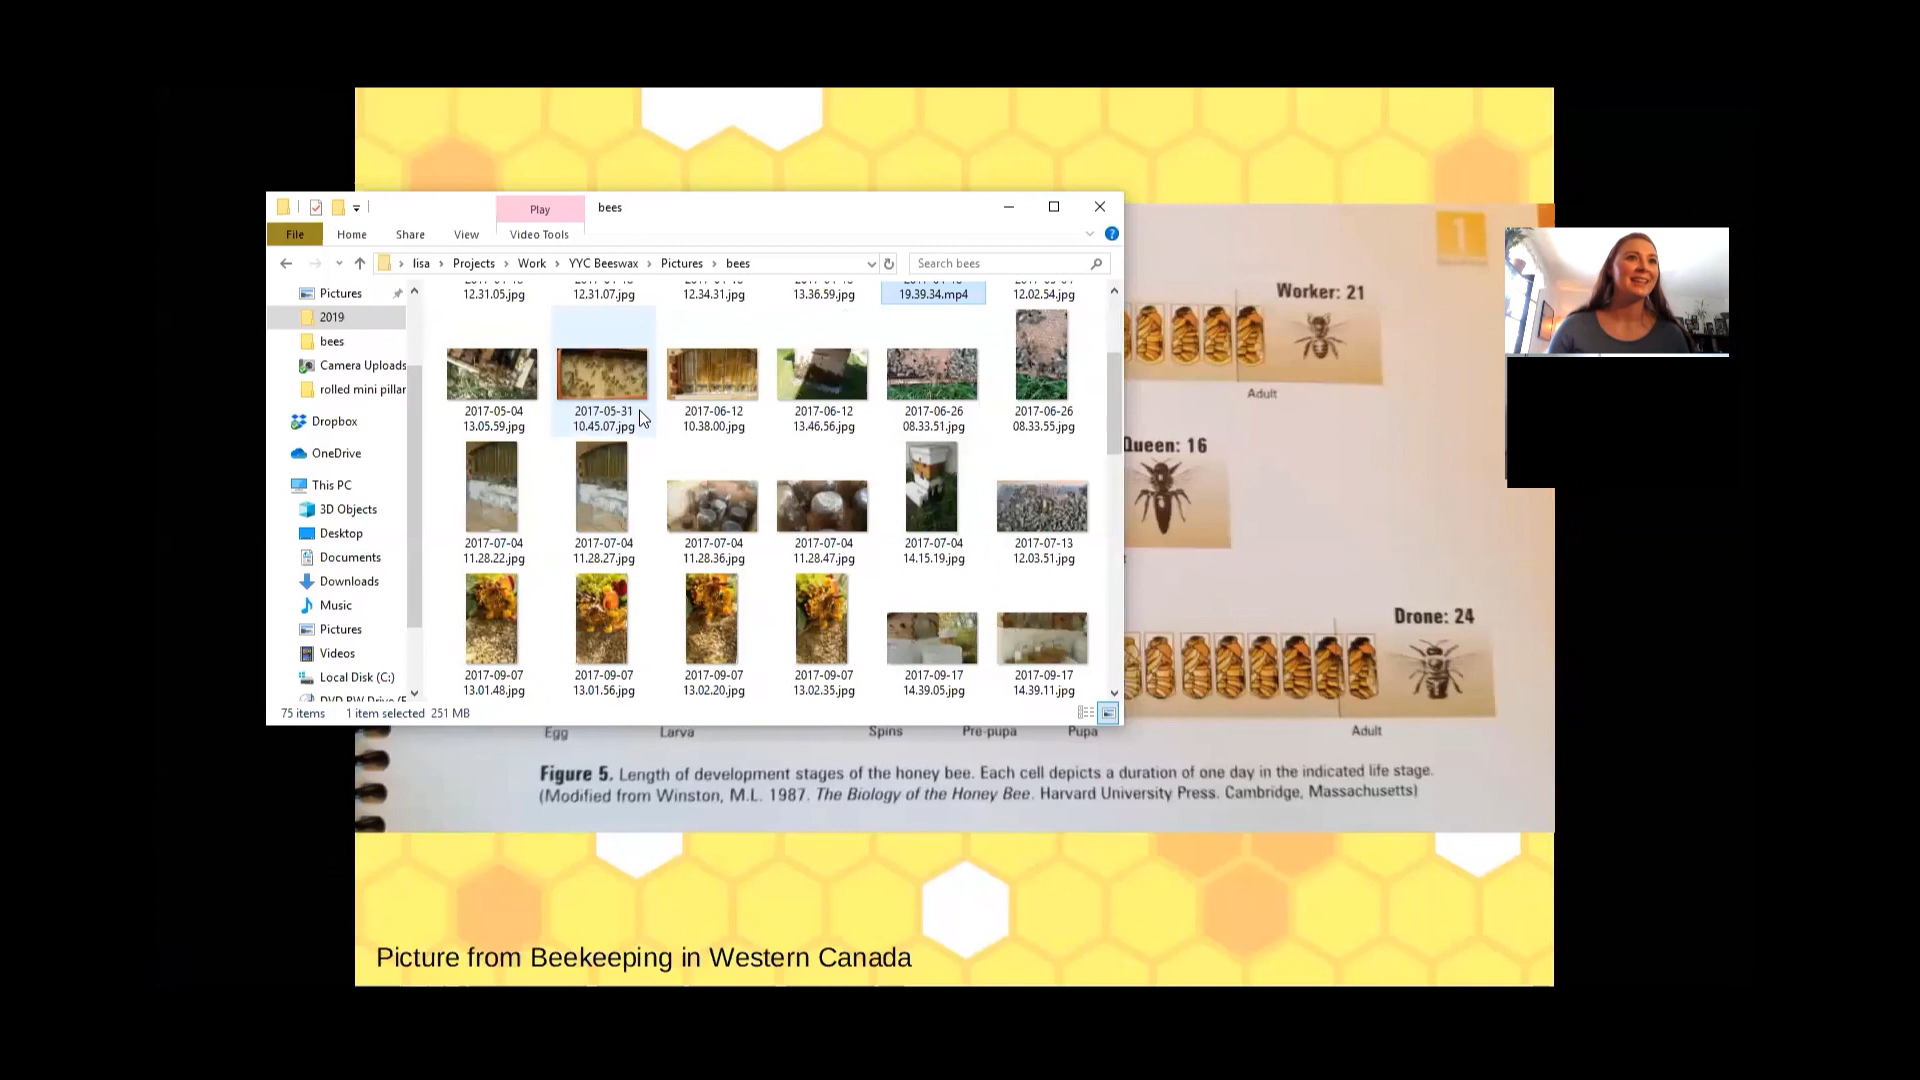 Play
bees
File
Home
Share
View
Video Tools
lisa
Projects
Work
YYC Beeswax
Pictures
bees
Search bees
Pictures
2019
bees
Camera Uploads
rolled mini pillar
Dropbox
OneDrive
This PC
3D Objects
Desktop
Documents
Downloads
Music
Pictures
Videos
Local Disk (C:)
12.31.05.jpg
12.31.07.jpg
12.34.31.jpg
13.36.59.jpg
19.39.34.mp4
12.02.54.jpg
2017-05-04
13.05.59.jpg
2017-05-31
10.45.07.jpg
2017-06-12
10.38.00.jpg
2017-06-12
13.46.56.jpg
2017-06-26
08.33.51.jpg
2017-06-26
08.33.55.jpg
2017-07-04
11.28.22.jpg
2017-07-04
11.28.27.jpg
2017-07-04
11.28.36.jpg
2017-07-04
11.28.47.jpg
2017-07-04
14.15.19.jpg
2017-07-13
12.03.51.jpg
2017-09-07
13.01.48.jpg
2017-09-07
13.01.56.jpg
2017-09-07
13.02.20.jpg
2017-09-07
13.02.35.jpg
2017-09-17
14.39.05.jpg
2017-09-17
14.39.11.jpg
75 items
1 item selected 251 MB
1
Worker: 21
Adult
Queen: 16
Drone: 24
Egg
Larva
Spins
Pre-pupa
Pupa
Adult
Figure 5. Length of development stages of the honey bee. Each cell depicts a duration of one day in the indicated life stage.
(Modified from Winston, M.L. 1987. The Biology of the Honey Bee. Harvard University Press. Cambridge, Massachusetts)
Picture from Beekeeping in Western Canada